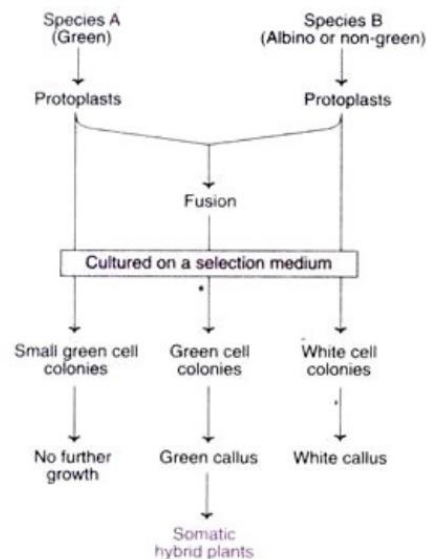 Species A
(Green)
Species B
(Albino or non-green)
Protoplasts
Protoplasts
Fusion
Cultured on a selection medium
Small green cell
colonies
Green cell
colonies
White cell
colonies
No further
growth
Green callus
White callus
Somatic
hybrid plants